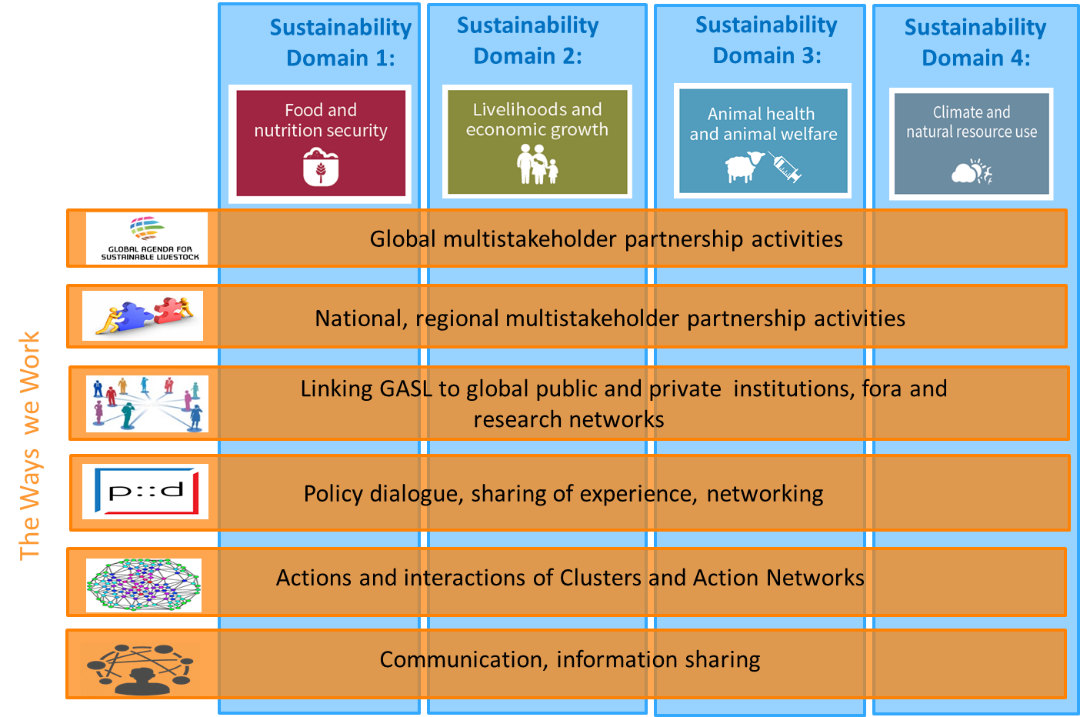 Sustainability
Domain 1:
Sustainability
Domain 2:
Sustainability
Domain 3:
Sustainability
Domain 4:
Food and
nutrition security
Livelihoods and
economic growth
Animal health
and animal welfare
Climate and
natural resource use
The Ways we Work
GLOBAL AGENDA FOR
SUSTAINABLE LIVESTOCK
Global multistakeholder partnership activities
National, regional multistakeholder partnership activities
Linking GASL to global public and private institutions, fora and
research networks
p::d
Policy dialogue, sharing of experience, networking
Actions and interactions of Clusters and Action Networks
Communication, information sharing